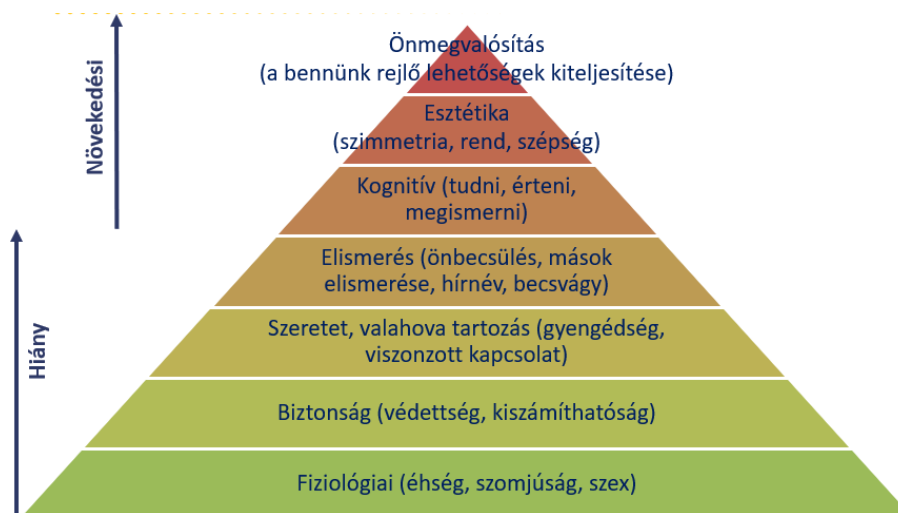 Önmegvalósítás
(a bennünk rejlő lehetőségek kiteljesítése)
Esztétika
(szimmetria, rend, szépség)
Kognitív (tudni, érteni,
megismerni)
Elismerés (önbecsülés, mások
elismerése, hírnév, becsvágy)
Szeretet, valahova tartozás (gyengédség,
viszonzott kapcsolat)
Biztonság (védettség, kiszámíthatóság)
Fiziológiai (éhség, szomjúság, szex)
Növekedési
Hiány